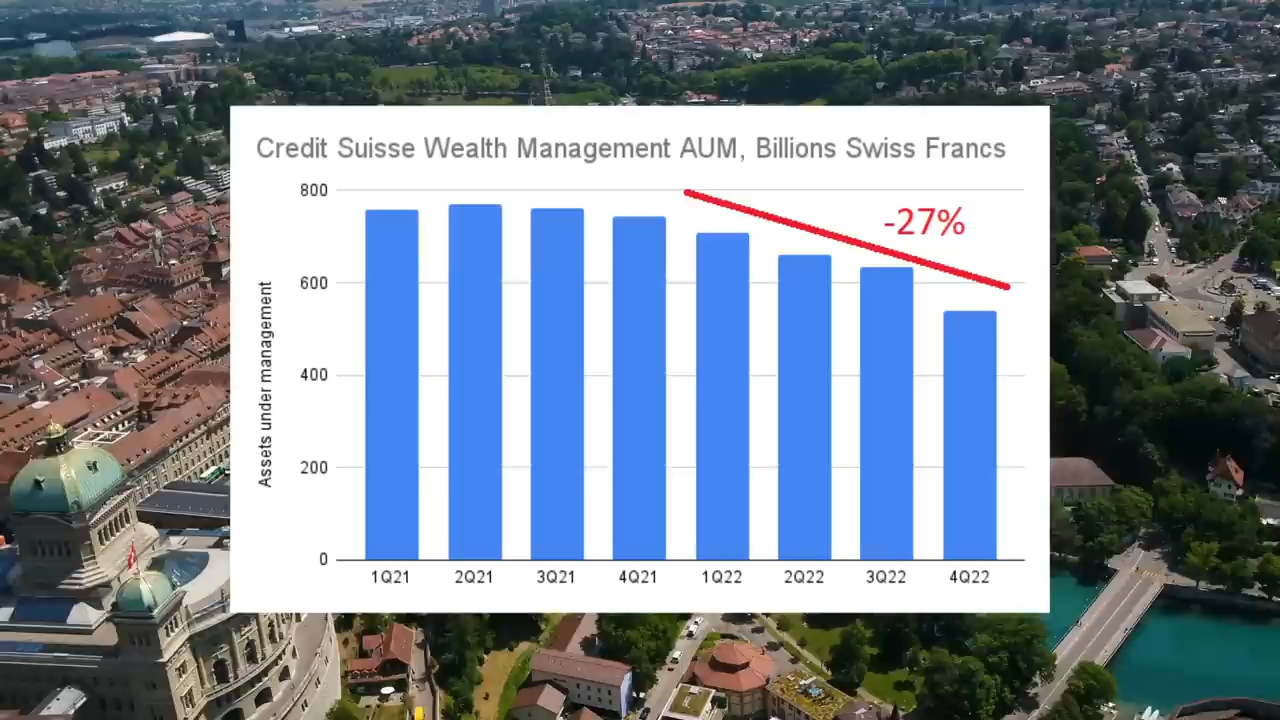 Credit Suisse Wealth Management AUM, Billions Swiss Francs
-27%
Assets under management
800
600
400
200
0
1Q21 2Q21 3Q21 4Q21 1Q22 2Q22 3Q22 4Q22